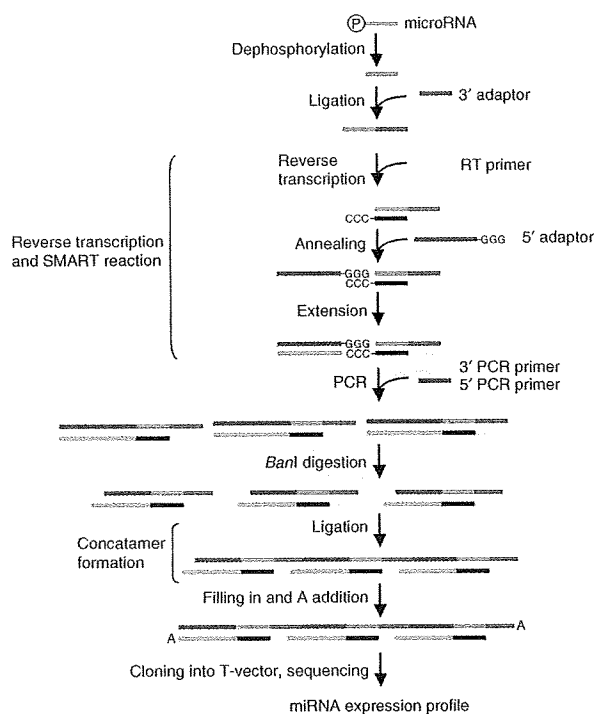 P microRNA
Dephosphorylation
Ligation
3′ adaptor
Reverse
transcription
RT primer
CCC
Annealing
GGG 5′ adaptor
Reverse transcription
and SMART reaction
GGG
CCC
Extension
GGG
CCC
PCR
3′ PCR primer
5′ PCR primer
BanI digestion
Ligation
Concatamer
formation
Filling in and A addition
A
A
Cloning into T-vector, sequencing
miRNA expression profile